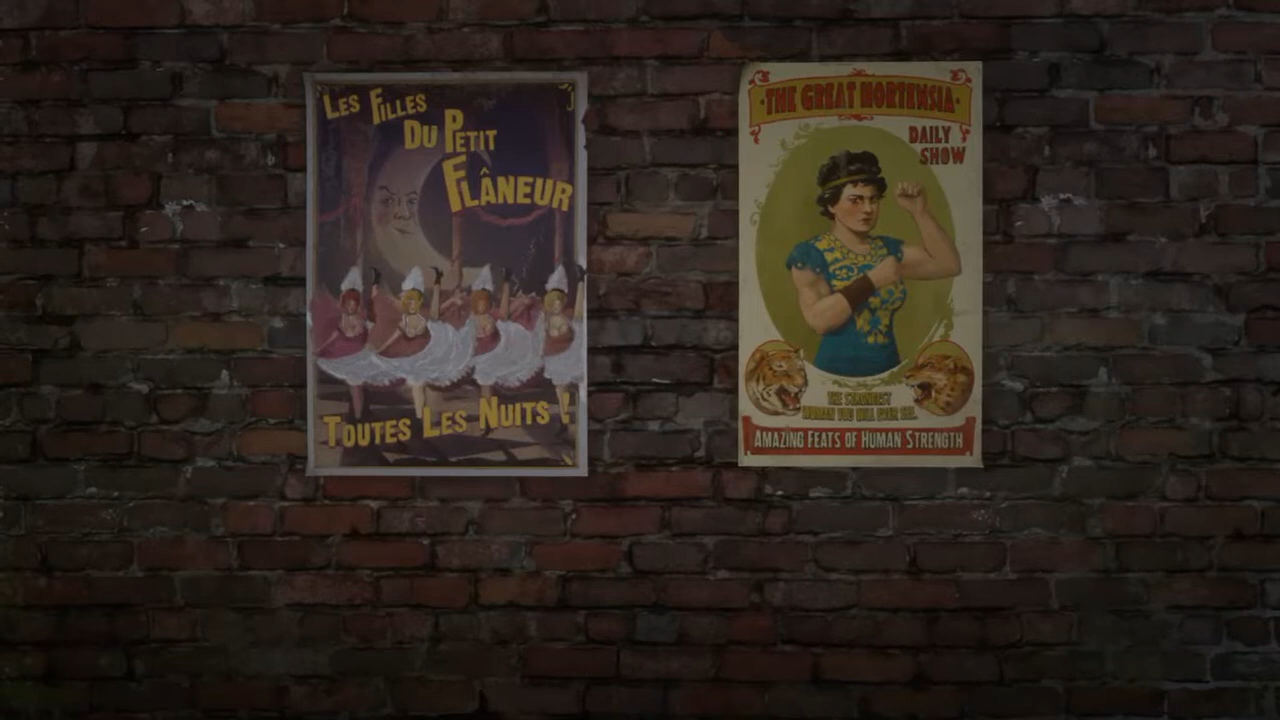 LES FILLES
DU PETIT
FLÂNEUR
TOUTES LES NUITS !
THE GREAT HORTENSIA
DAILY
SHOW
THE STRANGEST
WOMAN YOU WILL EVER SEE.
AMAZING FEATS OF HUMAN STRENGTH